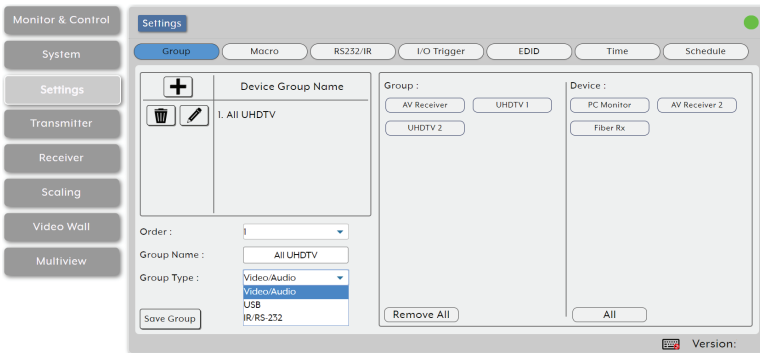 Monitor & Control
System
Settings
Transmitter
Receiver
Scaling
Video Wall
Multiview
Settings
Group
Macro
RS232/IR
I/O Trigger
EDID
Time
Schedule
Device Group Name
1. All UHDTV
Order :
1
Group Name :
All UHDTV
Group Type :
Video/Audio
Video/Audio
USB
IR/RS-232
Save Group
Group :
AV Receiver
UHDTV 1
UHDTV 2
Remove All
Device :
PC Monitor
AV Receiver 2
Fiber Rx
All
Version: